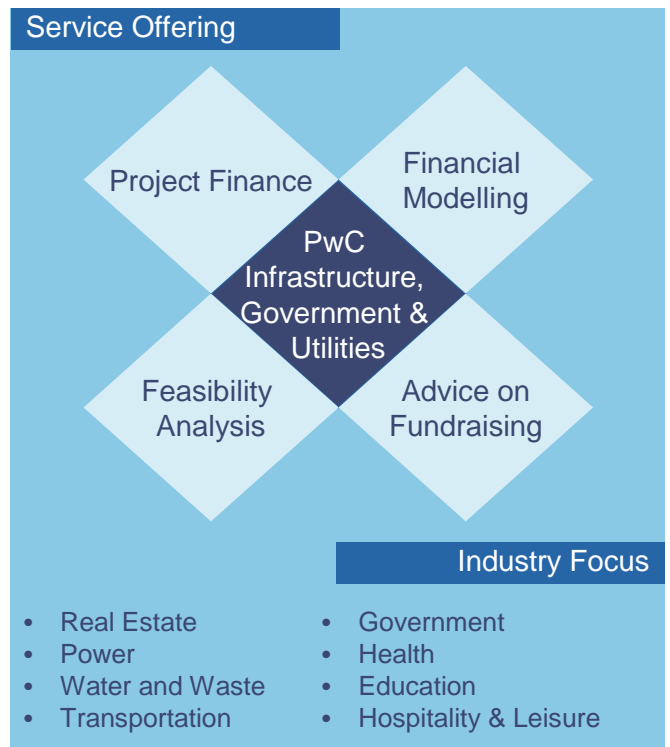 Service Offering
Project Finance
Financial
Modelling
PwC
Infrastructure,
Government &
Utilities
Feasibility
Analysis
Advice on
Fundraising
Industry Focus
• Real Estate
• Power
• Water and Waste
• Transportation
• Government
• Health
• Education
• Hospitality & Leisure